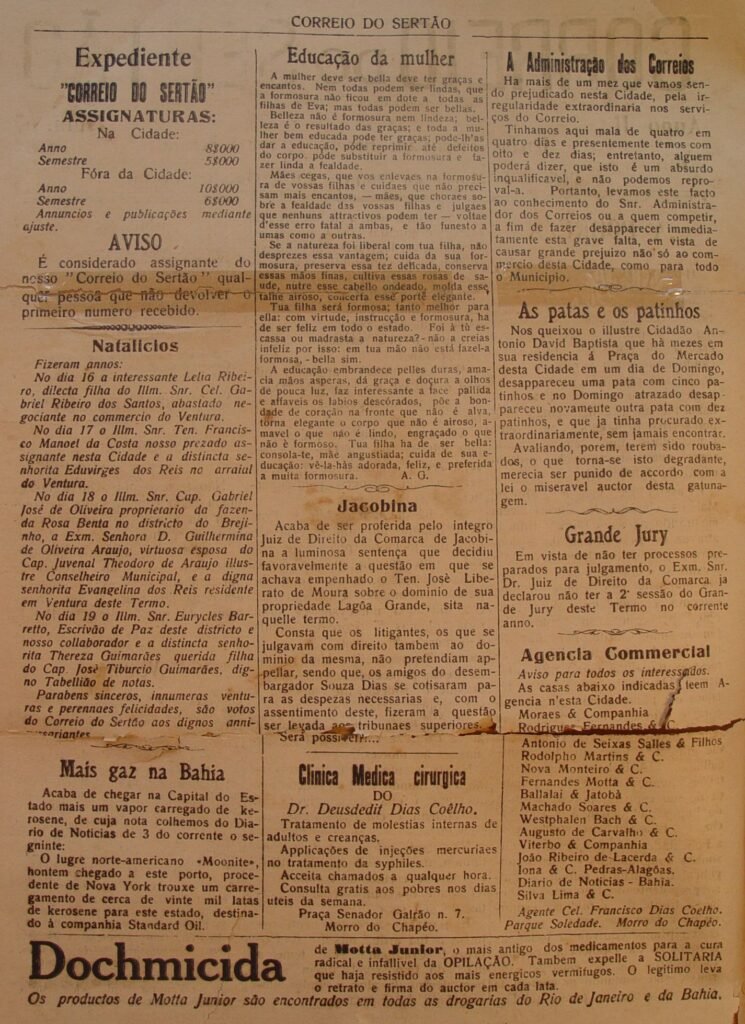 CORREIO DO SERTÃO
Expediente
"CORREIO DO SERTÃO"
ASSIGNATURAS:
Na Cidade:
Anno 8$000
Semestre 5$000
Fóra da Cidade:
Anno 10$000
Semestre 6$000
Annuncios e publicações mediante
ajuste.
AVISO
É considerado assignante do
nosso "Correio do Sertão" qual-
quer pessoa que não devolver o
primeiro numero recebido.
Natalicios
Fizeram annos:
No dia 16 a interessante Lelia Ribei-
ro, dilecta filha do Illm. Snr. Cel. Ga-
briel Ribeiro dos Santos, abastado ne-
gociante no commercio do Ventura.
No dia 17 o Illm. Snr. Ten. Francis-
co Manoel da Costa nosso prezado as-
signante nesta Cidade e a distincta se-
nhorita Eduvirges dos Reis no arraial
do Ventura.
No dia 18 o Illm. Snr. Cap. Gabriel
José de Oliveira proprietario da fazen-
da Rosa Benta no districto do Breji-
nho, a Exm. Senhora D. Guilhermina
de Oliveira Araujo, virtuosa esposa do
Cap. Juvenal Theodoro de Araujo illus-
tre Conselheiro Municipal, e a digna
senhorita Evangelina dos Reis residente
em Ventura deste Termo.
No dia 19 o Illm. Snr. Eurycles Bar-
retto, Escrivão de Paz deste districto e
nosso collaborador e a distincta senho-
rita Thereza Guimarães querida filha
do Cap. José Tiburcio Guimarães, dig-
no Tabellião de notas.
Parabens sinceros, innumeras ventu-
ras e perennaes felicidades, são votos
do Correio do Sertão aos dignos anni-
versariantes.
Mais gaz na Bahia
Acaba de chegar na Capital do Es-
tado mais um vapor carregado de ke-
rosene, de cuja nota colhemos do Dia-
rio de Noticias de 3 do corrente o se-
gninte:
O lugre norte-americano «Moonite»,
hontem chegado a este porto, proce-
dente de Nova York trouxe um carre-
gamento de cerca de vinte mil latas
de kerosene para este estado, destina-
do á companhia Standard Oil.
Educação da mulher
A mulher deve ser bella deve ter graças e
encantos. Nem todas podem ser lindas, que
a formosura não ficou em dote a todas as
filhas de Eva; mas todas podem ser bellas.
Belleza não é formosura nem lindeza; bel-
leza é o resultado das graças; e toda a mu-
lher bem educada pode ter graças; pode-lh'as
dar a educação, póde reprimir até defeitos
do corpo, póde substituir a formosura e fa-
zer linda a fealdade.
Mães cegas, que vos enlevaes na formosu-
ra de vossas filhas e cuidaes que não preci-
sam mais encantos, — mães, que choraes so-
bre a fealdade das vossas filhas e julgaes
que nenhuns attractivos podem ter — voltae
d'esse erro fatal a ambas, e tão funesto a
umas como a outras.
Se a natureza foi liberal com tua filha, não
desprezes essa vantagem; cuida da sua for-
mosura, preserva essa tez delicada, conserva
essas mãos finas, cultiva essas rosas de sa-
ude, nutre esse cabello ondeado, molda esse
talhe airoso, concerta esse porte elegante.
Tua filha será formosa; tanto melhor para
ella: com virtude, instrucção e formosura, ha
de ser feliz em todo o estado. Foi á tù es-
cassa ou madrasta a natureza? - não a creias
infeliz por isso: em tua mão não está fazel-a
formosa, - bella sim.
A educação embrandece pelles duras, ama-
cia mãos asperas, dá graça e doçura a olhos
de pouca luz, faz interessante a face pallida
e affaveis os labios descórados, põe a bon-
dade de coração na fronte que não é alva,
torna elegante o corpo que não é airoso, a-
mavel o que não é lindo, engraçado o que
não é formoso. Tua filha ha de ser bella:
consola-te, mãe angustiada; cuida de sua e-
ducação: vê-la-hás adorada, feliz, e preferida
a muita formosura. A. G.
Jacobina
Acaba de ser proferida pelo integro
Juiz de Direito da Comarca de Jacobi-
na a luminosa sentença que decidiu
favoravelmente a questão em que se
achava empenhado o Ten. Josè Libe-
rato de Moura sobre o dominio de sua
propriedade Lagôa Grande, sita na-
quelle termo.
Consta que os litigantes, os que se
julgavam com direito tambem ao do-
minio da mesma, não pretendiam ap-
pellar, sendo que, os amigos do desem-
bargador Souza Dias se cotisaram pa-
ra as despezas necessarias e, com o
assentimento deste, fizeram a questão
ser levada aos tribunaes superiores.
Será possivel?...
Clinica Medica cirurgica
DO
Dr. Deusdedit Dias Coêlho.
Tratamento de molestias internas de
adultos e creanças.
Applicações de injeções mercuriaes
no tratamento da syphiles.
Acceita chamados a qualquer hora.
Consulta gratis aos pobres nos dias
uteis da semana.
Praça Senador Galrão n. 7.
Morro do Chapéo.
A Administração dos Correios
Ha mais de um mez que vamos sen-
do prejudicado nesta Cidade, pela ir-
regularidade extraordinaria nos servi-
ços do Correio.
Tinhamos aqui mala de quatro em
quatro dias e presentemente temos com
oito e dez dias; entretanto, alguem
poderá dizer, que isto é um absurdo
inqualificavel, e não podemos repro-
val-a. Portanto, levamos este facto
ao conhecimento do Snr. Administra-
dor dos Correios ou a quem competir,
a fim de fazer desapparecer immedia-
tamente esta grave falta, em vista de
causar grande prejuizo não só ao com-
mercio desta Cidade, como para todo
o Municipio.
As patas e os patinhos
Nos queixou o illustre Cidadão An-
tonio David Baptista que há mezes em
sua residencia á Praça do Mercado
desta Cidade em um dia de Domingo,
desappareceu uma pata com cinco pa-
tinhos e no Domingo atrazado desap-
pareceu novamente outra pata com dez
patinhos, e que ja tinha procurado ex-
traordinariamente, sem jamais encontrar.
Avaliando, porem, terem sido rouba-
dos, o que torna-se isto degradante,
merecia ser punido de accordo com a
lei o miseravel auctor desta gatuna-
gem.
Grande Jury
Em vista de não ter processos pre-
parados para julgamento, o Exm. Snr.
Dr. Juiz de Direito da Comarca ja
declarou não ter a 2ª sessão do Gran-
de Jury deste Termo no corrente
anno.
Agencia Commercial
Aviso para todos os interessados.
As casas abaixo indicadas teem A-
gencia n'esta Cidade.
Moraes & Companhia
Rodrigues Fernandes & C.
Antonio de Seixas Salles & Filhos
Rodolpho Martins & C.
Nova Monteiro & C.
Fernandes Motta & C.
Ballalai & Jatobà
Machado Soares & C.
Westphalen Bach & C.
Augusto de Carvalho & C.
Viterbo & Companhia
João Ribeiro de Lacerda & C.
Iona & C. Pedras-Alagôas.
Diario de Noticias - Bahia.
Silva Lima & C.
Agente Cel. Francisco Dias Coelho.
Parque Soledade. Morro do Chapéo.
Dochmicida
de Motta Junior, o mais antigo dos medicamentos para a cura
radical e infallivel da OPILAÇÃO. Tambem expelle a SOLITARIA
que haja resistido aos mais energicos vermifugos. O legitimo leva
o retrato e firma do auctor em cada lata.
Os productos de Motta Junior são encontrados em todas as drogarias do Rio de Janeiro e da Bahia.